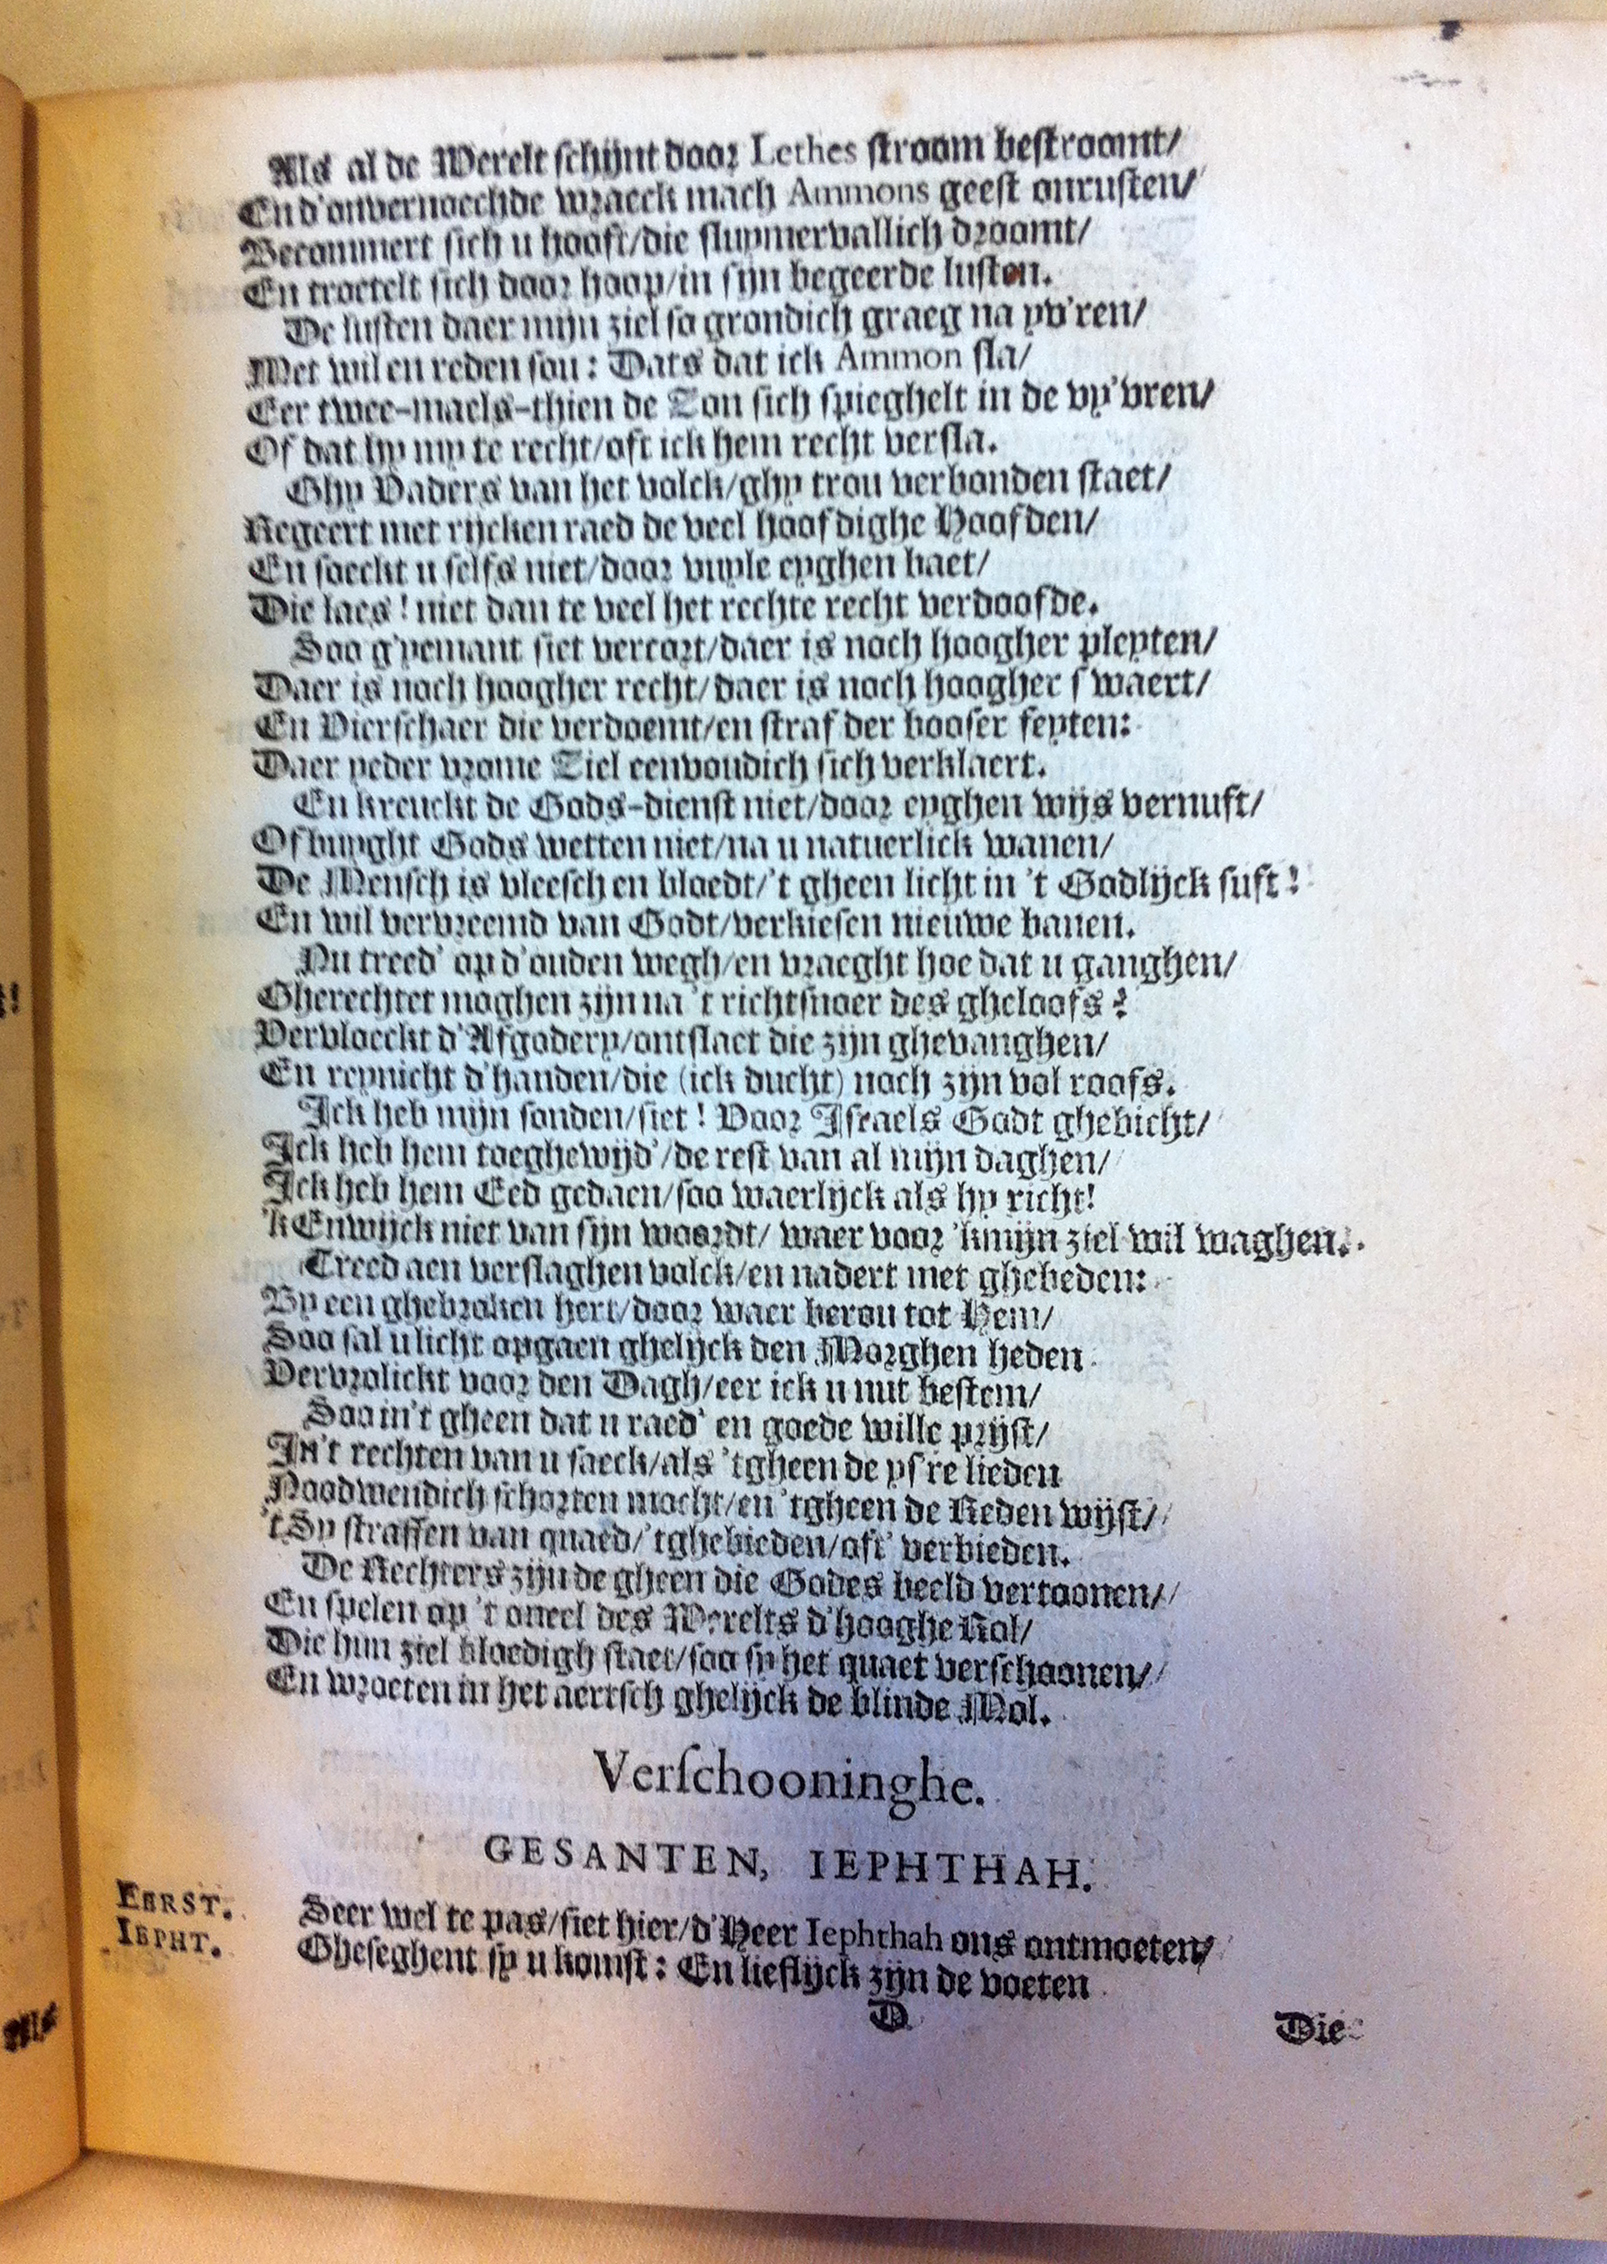 Als al de Werelt schijnt door Lethes stroom bestroomt/
En d'onvernoechde wraeck mach Ammons geest onrusten/
Becommert sich u hooft/die sluymervallich droomt/
En troetelt sich door hoop/in sijn begeerde lusten.
De lusten daer mijn ziel so grondich graeg na yv'ren/
Met wil en reden sou: Dats dat ick Ammon sla/
Eer twee-maels-thien de Zon sich spieghelt in de vy'vren/
Of dat hy my te recht/oft ick hem recht versla.
Ghy Vaders van het volck/ghy trou verbonden staet/
Regeert met rijcken raed de veel hoofdighe Hoofden/
En soeckt u selfs niet/door vuyle eyghen baet/
Die laes! niet dan te veel het rechte recht verdoofde.
Soo g'yemant siet vercort/daer is noch hoogher pleyten/
Daer is noch hoogher recht/daer is noch hoogher swaert/
En Vierschaer die verdoemt/en straf der booser feyten:
Daer yeder vrome Ziel eenvoudich sich verklaert.
En kreuckt de Gods-dienst niet/door eyghen wijs vernuft/
Of buyght Gods wetten niet/na u natuerlick wanen/
De Mensch is vleesch en bloedt/'t gheen licht in 't Godlijck suft!
En wil vervreemd van Godt/verkiesen nieuwe banen.
Nu treed' op d'ouden wegh/en vraeght hoe dat u ganghen/
Gherechtet moghen zijn na 't richtsnoer des gheloofs?
Vervloeckt d'Afgodery/ontslaet die zijn ghevanghen/
En reynicht d'handen/die (ick ducht) noch zijn vol roofs.
Ick heb mijn sonden/siet! Voor Israels Godt ghebicht/
Ick heb hem toeghewijd'/de rest van al mijn daghen/
Ick heb hem Eed gedaen/soo waerlijck als hy richt!
'k Enwijck niet van sijn woordt/ waer voor 'kmijn ziel wil waghen.
Treed aen verslaghen volck/en nadert met ghebeden:
By een ghebroken hert/door waer berou tot Hem/
Soo sal u licht opgaen ghelijck den Morghen heden
Vervrolickt voor den Dagh/eer ick u nut bestem/
Soo in't gheen dat u raed' en goede wille prijst/
In't rechten van u saeck/als 'tgheen de ys're lieden
Noodwendich schorten mocht/en 'tgheen de Reden wijst/
't Sy straffen van quaed/'tghebieden/oft' verbieden.
De Rechters zijn de gheen die Godes beeld vertoonen/
En spelen op 't oneel des Werelts d'hooghe Rol/
Die hun ziel bloedigh staet/soo sy het quaet verschoonen/
En wroeten in het aertsch ghelijck de blinde Mol.
Verschooninghe.
GESANTEN, IEPHTHAH.
EERST. Seer wel te pas/siet hier/d'Heer Iephthah ons ontmoeten/
IEPHT. Gheseghent sy u komst: En lieflijck zijn de voeten
D
Die